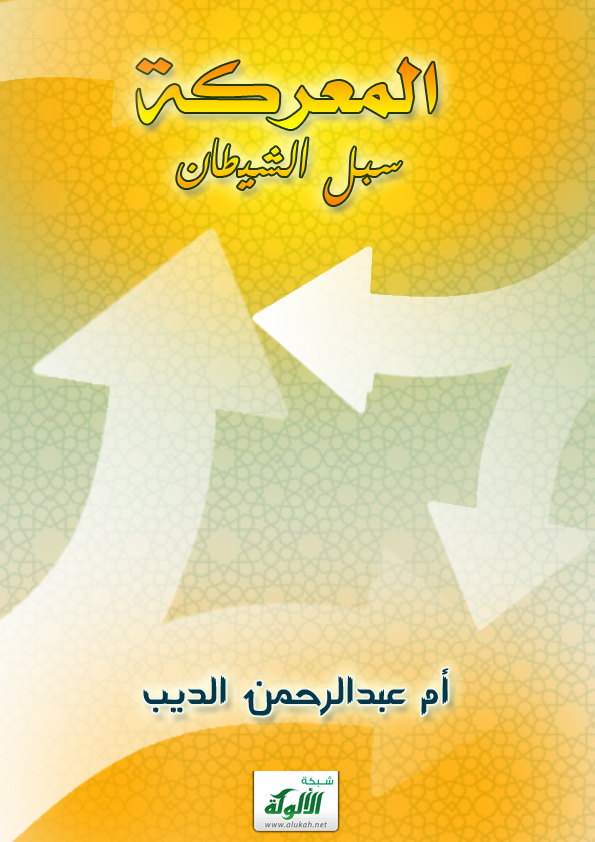 المعركة
سبل الشيطان
أم عبدالرحمن الديب
شبكة
الألوكة
www.alukah.net